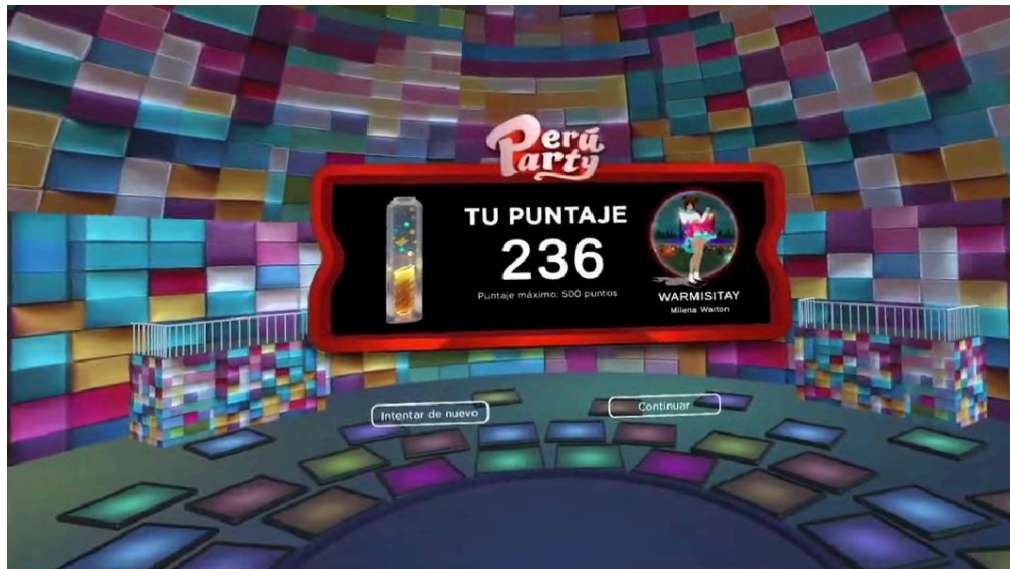 Perú
Party
TU PUNTAJE
236
Puntaje máximo: 500 puntos
WARMISITAY
Milena Warton
Intentar de nuevo
Continuar